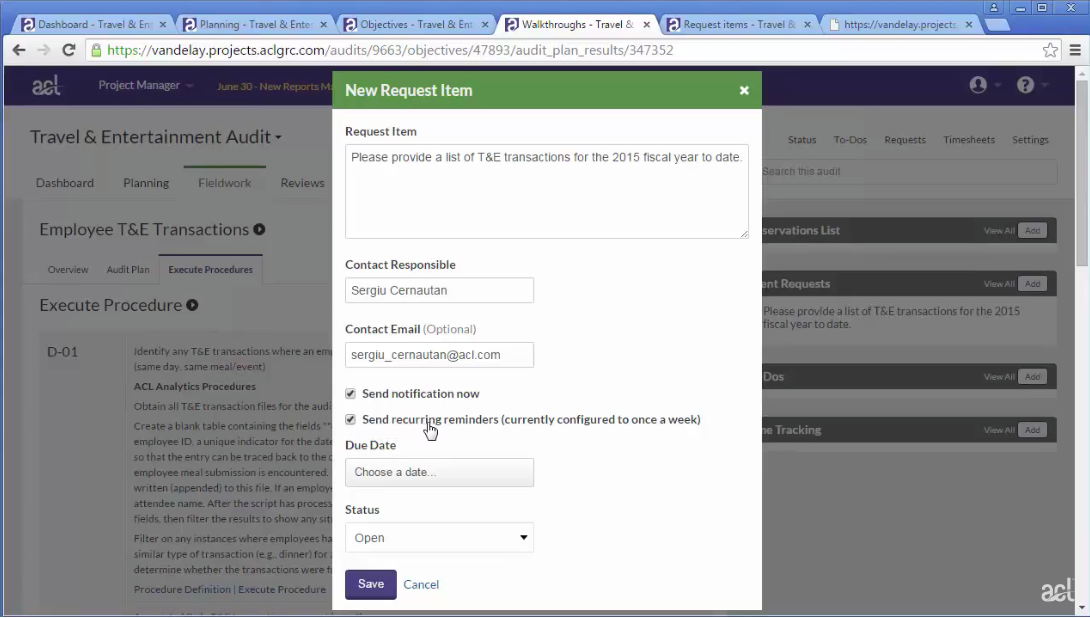 Dashboard - Travel & Ente
Planning - Travel & Enter
Objectives - Travel & Ent
Walkthroughs - Travel &
Request items - Travel &
https://vandelay.projects
https://vandelay.projects.aclgrc.com/audits/9663/objectives/47893/audit_plan_results/347352
acl
Project Manager
June 30 - New Reports Ma
Travel & Entertainment Audit
Status
To-Dos
Requests
Timesheets
Settings
Dashboard
Planning
Fieldwork
Reviews
Search this audit
Employee T&E Transactions
Overview
Audit Plan
Execute Procedures
Execute Procedure
D-01
Identify any T&E transactions where an emp
(same day, same meal/event)
ACL Analytics Procedures
Obtain all T&E transaction files for the audi
Create a blank table containing the fields "
employee ID, a unique indicator for the date
so that the entry can be traced back to the o
employee meal submission is encountered.
written (appended) to this file. If an employe
attendee name. After the script has process
fields, then filter the results to show any sit
Filter on any instances where employees ha
similar type of transaction (e.g., dinner) for
determine whether the transactions were fr
Procedure Definition | Execute Procedure
New Request Item
Request Item
Please provide a list of T&E transactions for the 2015 fiscal year to date.
Contact Responsible
Sergiu Cernautan
Contact Email (Optional)
sergiu_cernautan@acl.com
Send notification now
Send recurring reminders (currently configured to once a week)
Due Date
Choose a date...
Status
Open
Save
Cancel
servations List
View All
Add
ent Requests
View All
Add
Please provide a list of T&E transactions for the 2015
fiscal year to date.
Dos
View All
Add
me Tracking
View All
Add
acl